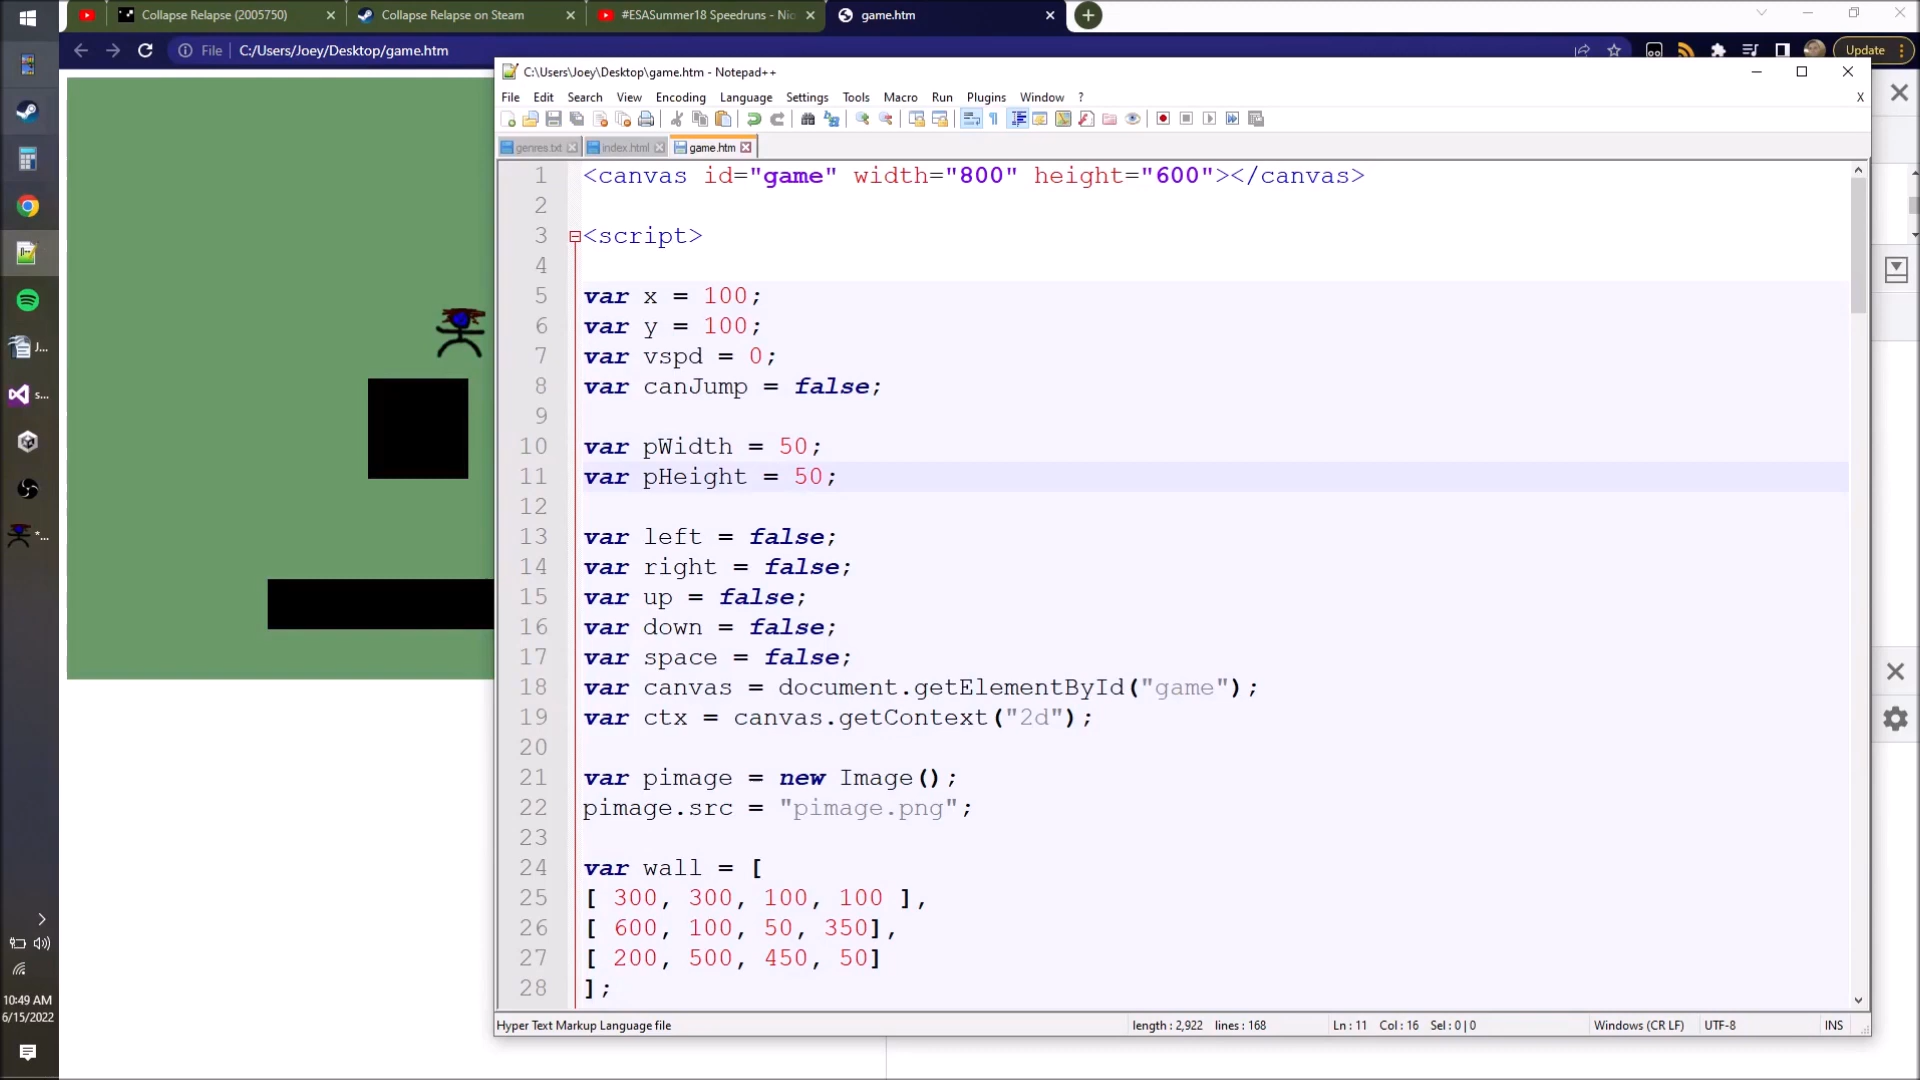 Collapse Relapse (2005750)
Collapse Relapse on Steam
#ESASummer18 Speedruns - Nic
game.htm
File
C:/Users/Joey/Desktop/game.htm
Update
C:\Users\Joey\Desktop\game.htm - Notepad++
File Edit Search View Encoding Language Settings Tools Macro Run Plugins Window ?
X
genres.txt index.html game.htm
1 <canvas id="game" width="800" height="600"></canvas>
2
3 <script>
4
5 var x = 100;
6 var y = 100;
7 var vspd = 0;
8 var canJump = false;
9
10 var pWidth = 50;
11 var pHeight = 50;
12
13 var left = false;
14 var right = false;
15 var up = false;
16 var down = false;
17 var space = false;
18 var canvas = document.getElementById("game");
19 var ctx = canvas.getContext("2d");
20
21 var pimage = new Image();
22 pimage.src = "pimage.png";
23
24 var wall = [
25 [ 300, 300, 100, 100 ],
26 [ 600, 100, 50, 350],
27 [ 200, 500, 450, 50]
28 ];
Hyper Text Markup Language file
length : 2,922 lines : 168
Ln : 11 Col : 16 Sel : 0 | 0
Windows (CR LF)
UTF-8
INS
J...
s...
*...
10:49 AM
6/15/2022